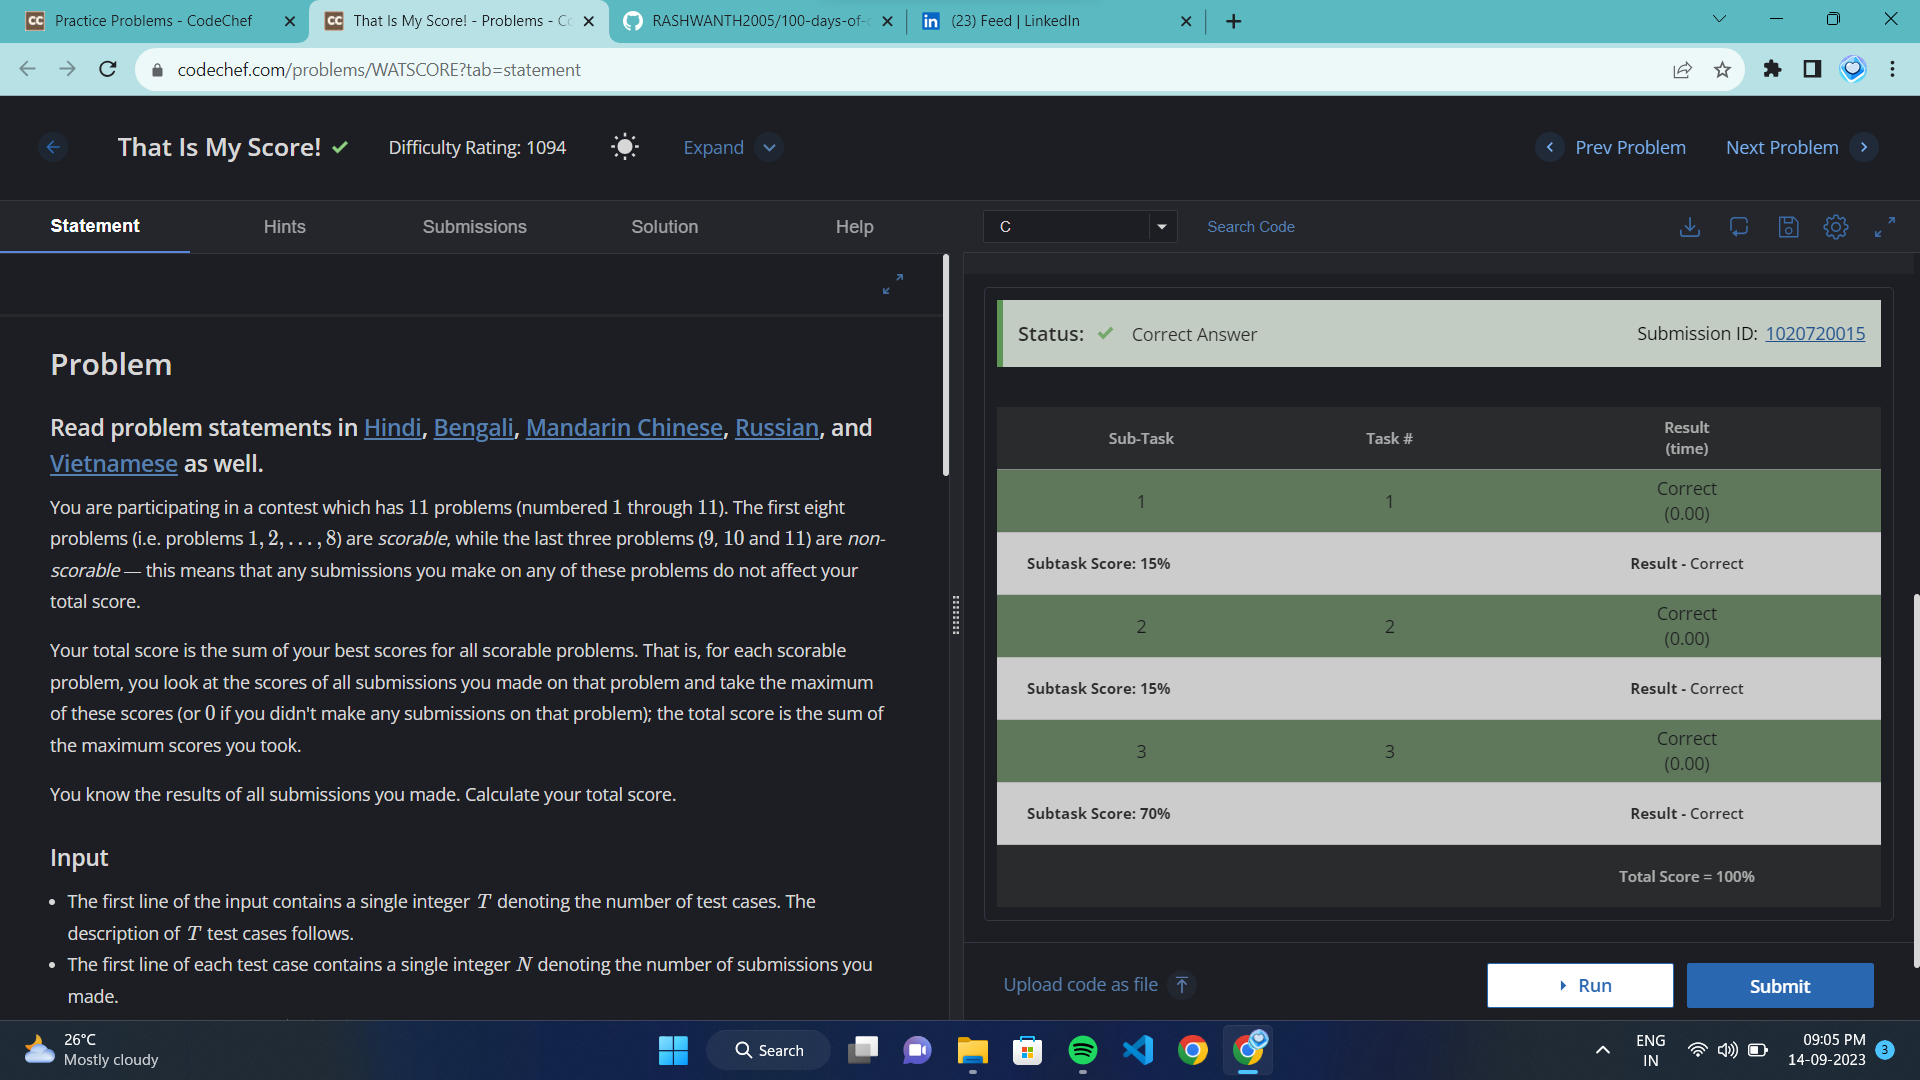 Practice Problems - CodeChef
That Is My Score! - Problems - Co
RASHWANTH2005/100-days-of-c
(23) Feed | LinkedIn
codechef.com/problems/WATSCORE?tab=statement
That Is My Score!
Difficulty Rating: 1094
Expand
Prev Problem
Next Problem
Statement
Hints
Submissions
Solution
Help
Problem
Read problem statements in Hindi, Bengali, Mandarin Chinese, Russian, and
Vietnamese as well.
You are participating in a contest which has 11 problems (numbered 1 through 11). The first eight
problems (i.e. problems 1, 2, . . . , 8) are scorable, while the last three problems (9, 10 and 11) are non-
scorable — this means that any submissions you make on any of these problems do not affect your
total score.
Your total score is the sum of your best scores for all scorable problems. That is, for each scorable
problem, you look at the scores of all submissions you made on that problem and take the maximum
of these scores (or 0 if you didn't make any submissions on that problem); the total score is the sum of
the maximum scores you took.
You know the results of all submissions you made. Calculate your total score.
Input
• The first line of the input contains a single integer T denoting the number of test cases. The
description of T test cases follows.
• The first line of each test case contains a single integer N denoting the number of submissions you
made.
C
Search Code
Status: Correct Answer
Submission ID: 1020720015
Sub-Task
Task #
Result
(time)
1
1
Correct
(0.00)
Subtask Score: 15%
Result - Correct
2
2
Correct
(0.00)
Subtask Score: 15%
Result - Correct
3
3
Correct
(0.00)
Subtask Score: 70%
Result - Correct
Total Score = 100%
Upload code as file
Run
Submit
26°C
Mostly cloudy
Search
ENG
IN
09:05 PM
14-09-2023
3